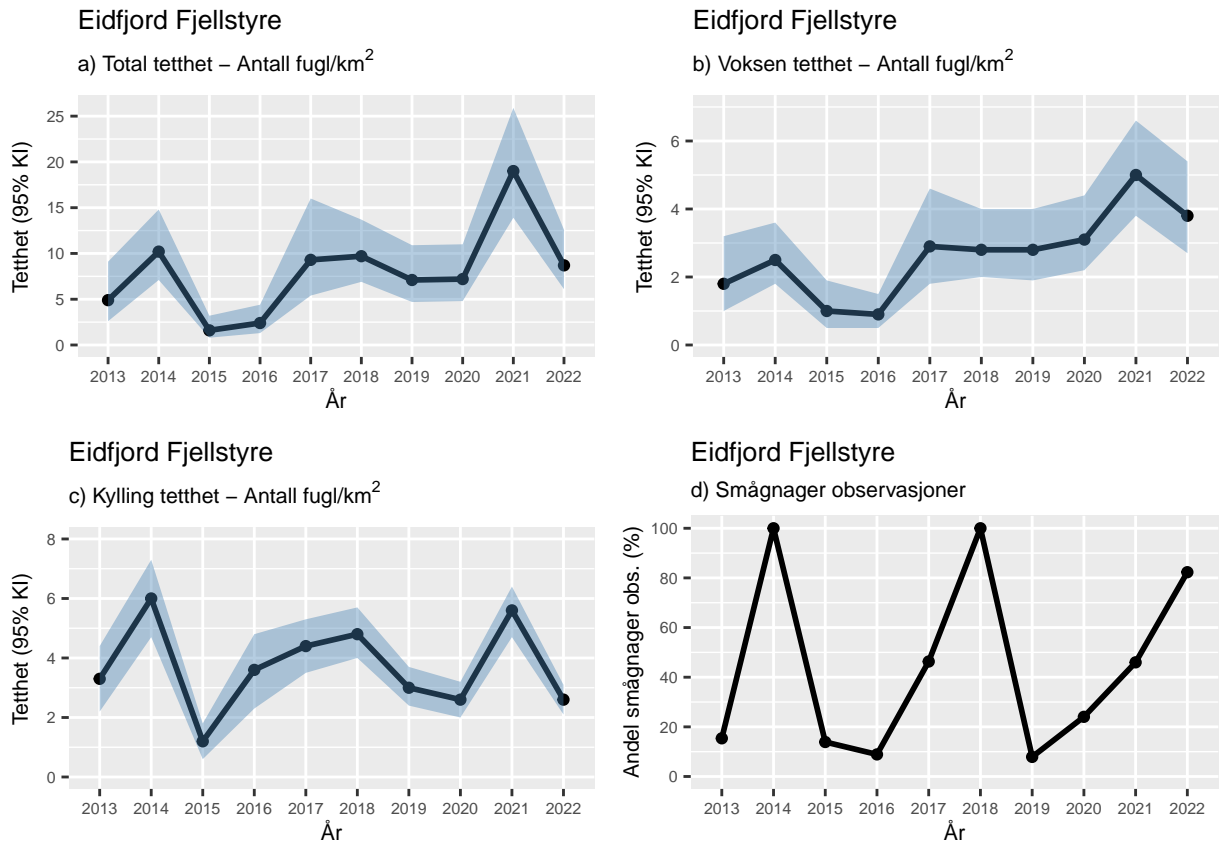 Eidfjord Fjellstyre
a) Total tetthet − Antall fugl/km²
Tetthet (95% KI)
25
20
15
10
5
0
2013 2014 2015 2016 2017 2018 2019 2020 2021 2022
År
Eidfjord Fjellstyre
b) Voksen tetthet − Antall fugl/km²
Tetthet (95% KI)
6
4
2
0
2013 2014 2015 2016 2017 2018 2019 2020 2021 2022
År
Eidfjord Fjellstyre
c) Kylling tetthet − Antall fugl/km²
Tetthet (95% KI)
8
6
4
2
0
2013 2014 2015 2016 2017 2018 2019 2020 2021 2022
År
Eidfjord Fjellstyre
d) Smågnager observasjoner
Andel smågnager obs. (%)
100
80
60
40
20
0
2013 2014 2015 2016 2017 2018 2019 2020 2021 2022
År